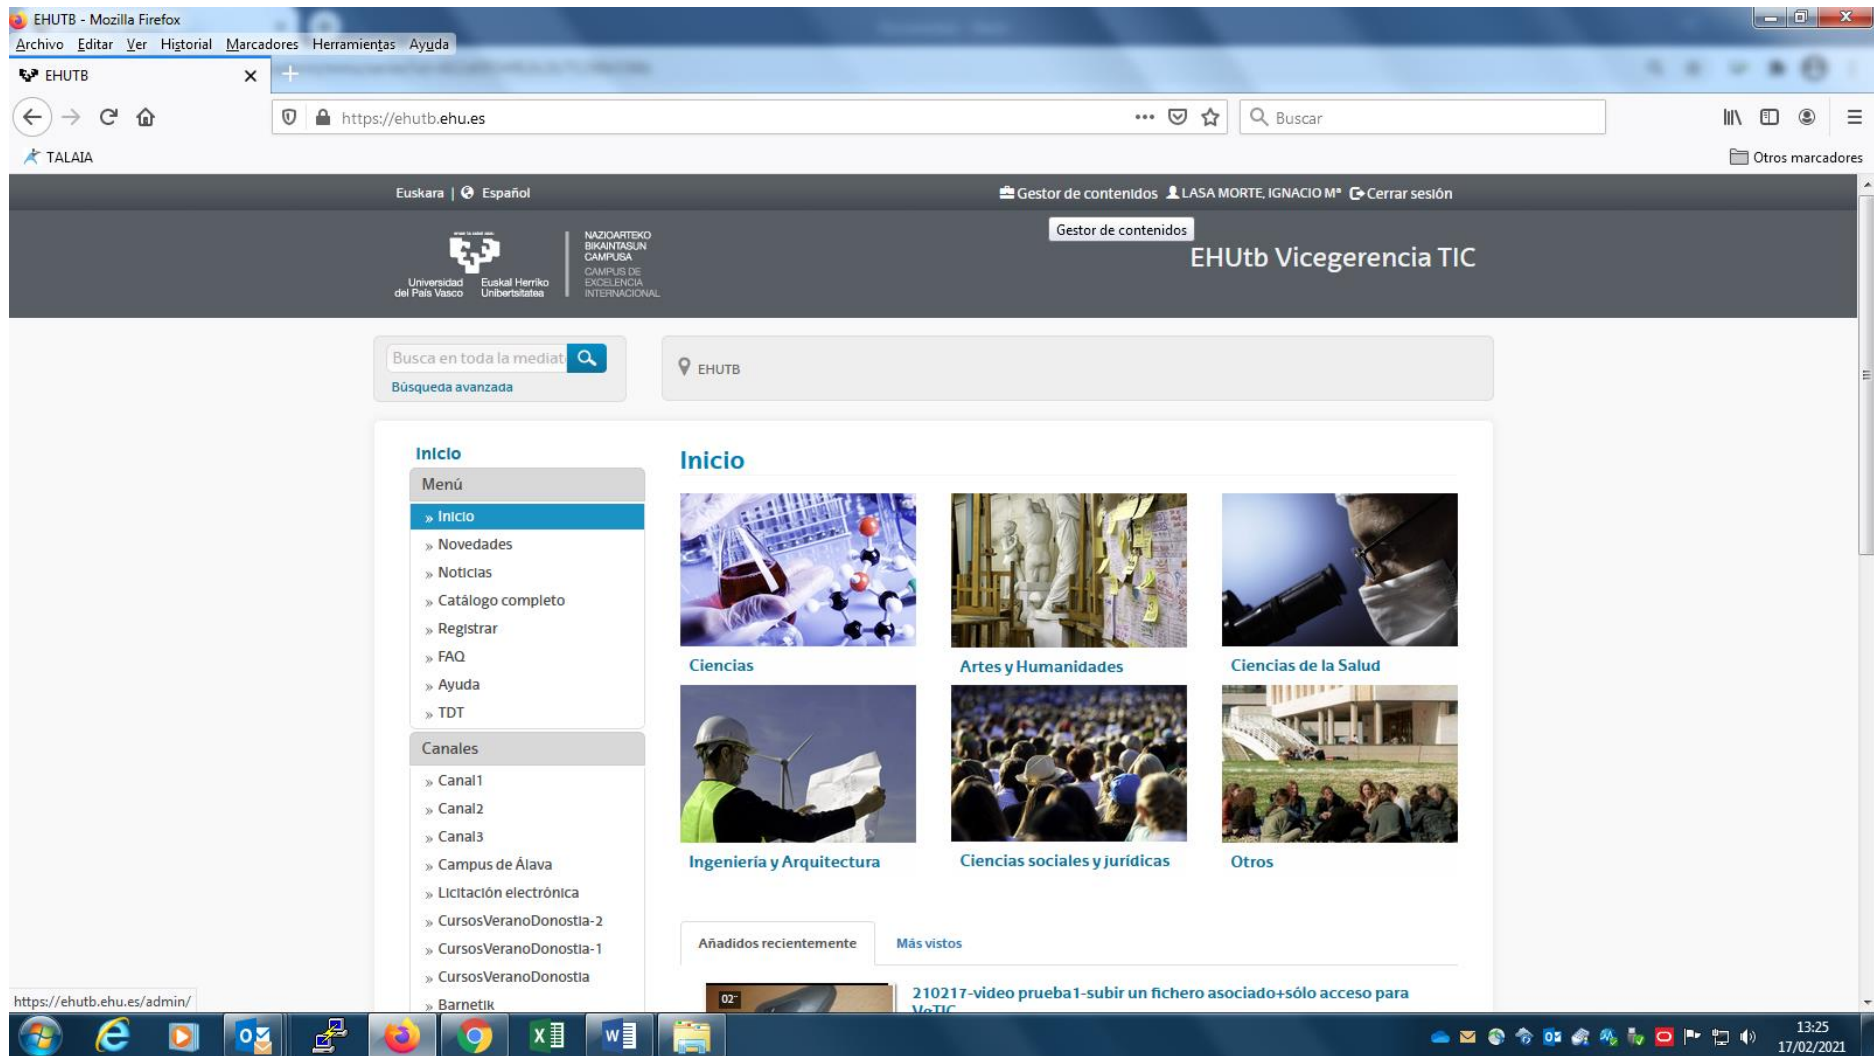 EHUTB - Mozilla Firefox
Archivo Editar Ver Historial Marcadores Herramientas Ayuda
EHUTB
https://ehutb.ehu.es
Buscar
TALAIA
Otros marcadores
Euskara | Español
Gestor de contenidos LASA MORTE, IGNACIO Mª Cerrar sesión
Gestor de contenidos
Universidad del País Vasco
Euskal Herriko Unibertsitatea
NAZIOARTEKO
BIKAINTASUN
CAMPUSA
CAMPUS DE
EXCELENCIA
INTERNACIONAL
EHUtb Vicegerencia TIC
Busca en toda la mediat
Búsqueda avanzada
EHUTB
Inicio
Menú
» Inicio
» Novedades
» Noticias
» Catálogo completo
» Registrar
» FAQ
» Ayuda
» TDT
Canales
» Canal1
» Canal2
» Canal3
» Campus de Álava
» Licitación electrónica
» CursosVeranoDonostia-2
» CursosVeranoDonostia-1
» CursosVeranoDonostia
» Barnetik
Inicio
Ciencias
Artes y Humanidades
Ciencias de la Salud
Ingeniería y Arquitectura
Ciencias sociales y jurídicas
Otros
Añadidos recientemente
Más vistos
210217-video prueba1-subir un fichero asociado+sólo acceso para
VgTIC
https://ehutb.ehu.es/admin/
13:25
17/02/2021